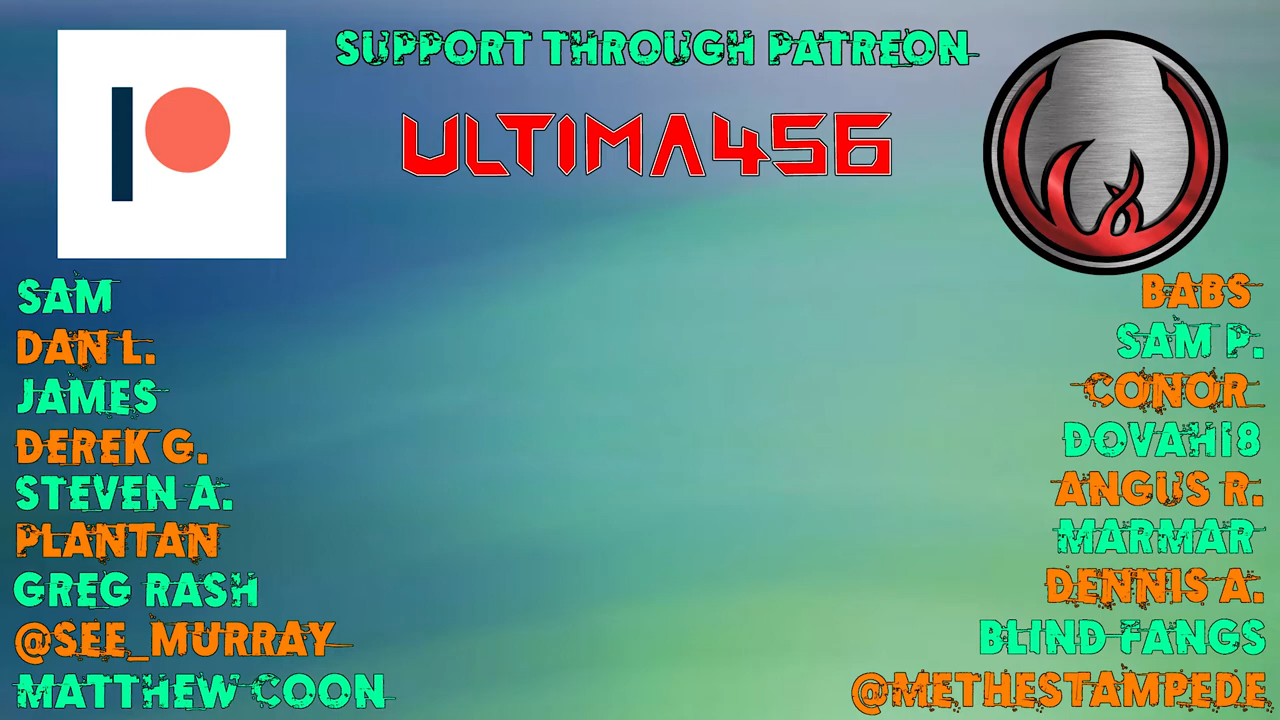 SUPPORT THROUGH PATREON
ULTIMA456
SAM
DAN L.
JAMES
DEREK G.
STEVEN A.
PLANTAN
GREG RASH
@SEE_MURRAY
MATTHEW COON
BABS
SAM P.
CONOR
DOVAH18
ANGUS R.
MARMAR
DENNIS A.
BLIND FANGS
@METHESTAMPEDE